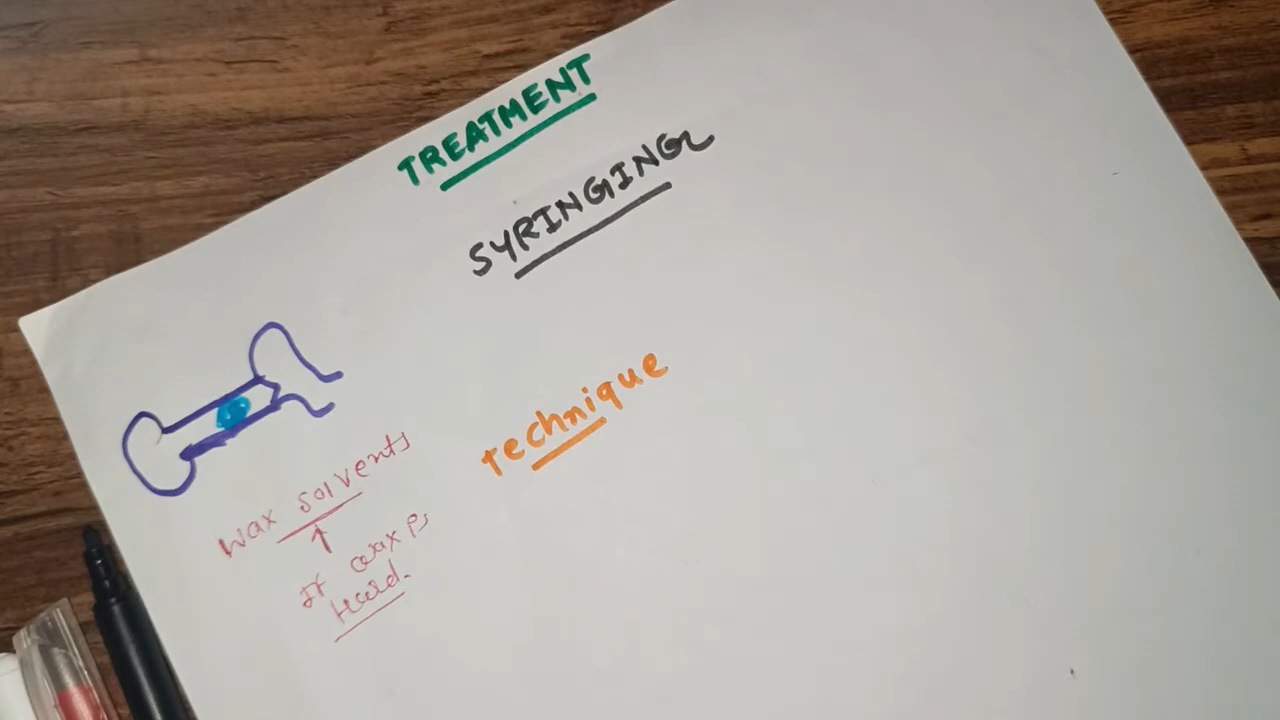 TREATMENT
SYRINGING
Technique
Wax solvents
↑
If wax is
Hard.